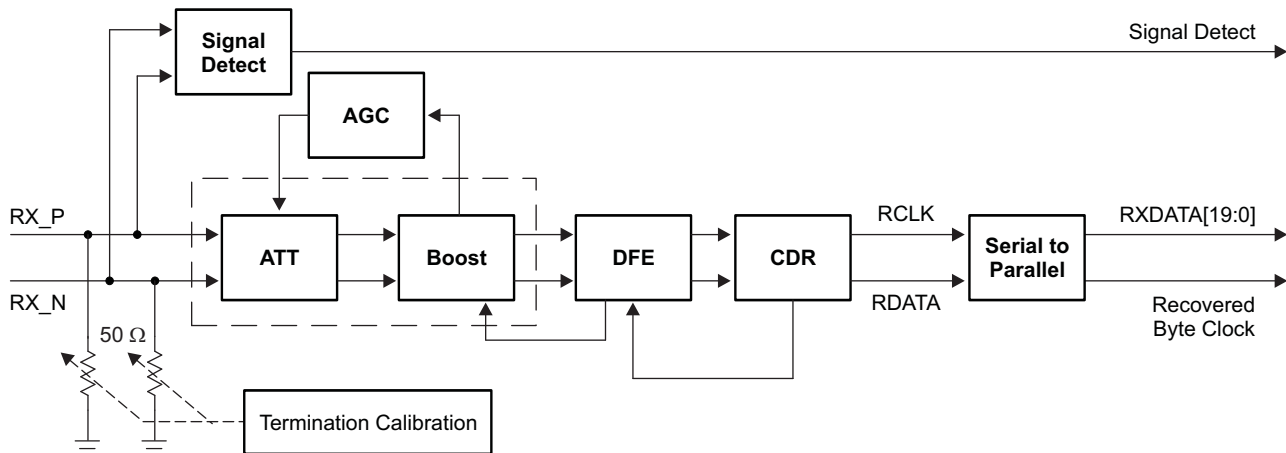 Signal
Detect
Signal Detect
AGC
RX_P
RX_N
ATT
Boost
DFE
CDR
RCLK
RDATA
Serial to
Parallel
RXDATA[19:0]
Recovered
Byte Clock
50 Ω
Termination Calibration